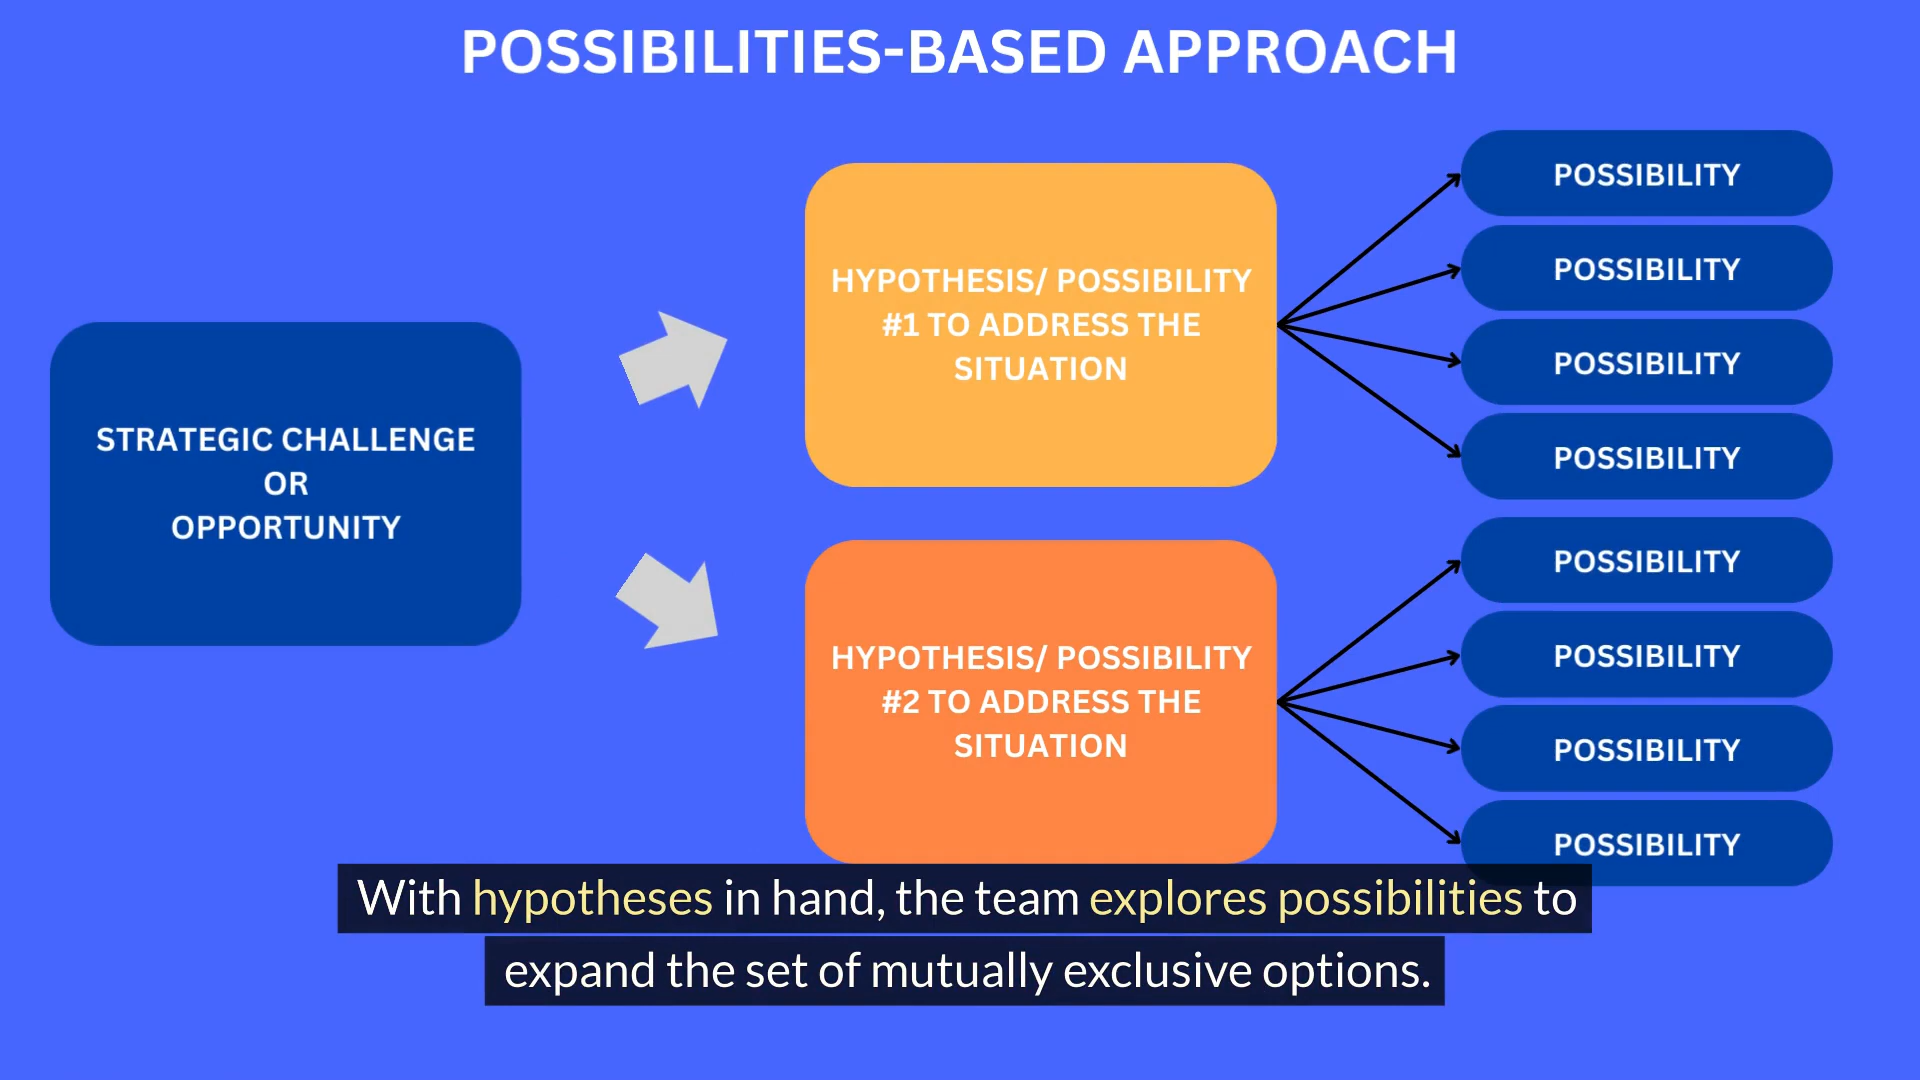 POSSIBILITIES-BASED APPROACH
STRATEGIC CHALLENGE
OR
OPPORTUNITY
HYPOTHESIS/ POSSIBILITY
#1 TO ADDRESS THE
SITUATION
POSSIBILITY
POSSIBILITY
POSSIBILITY
POSSIBILITY
HYPOTHESIS/ POSSIBILITY
#2 TO ADDRESS THE
SITUATION
POSSIBILITY
POSSIBILITY
POSSIBILITY
POSSIBILITY
With hypotheses in hand, the team explores possibilities to
expand the set of mutually exclusive options.